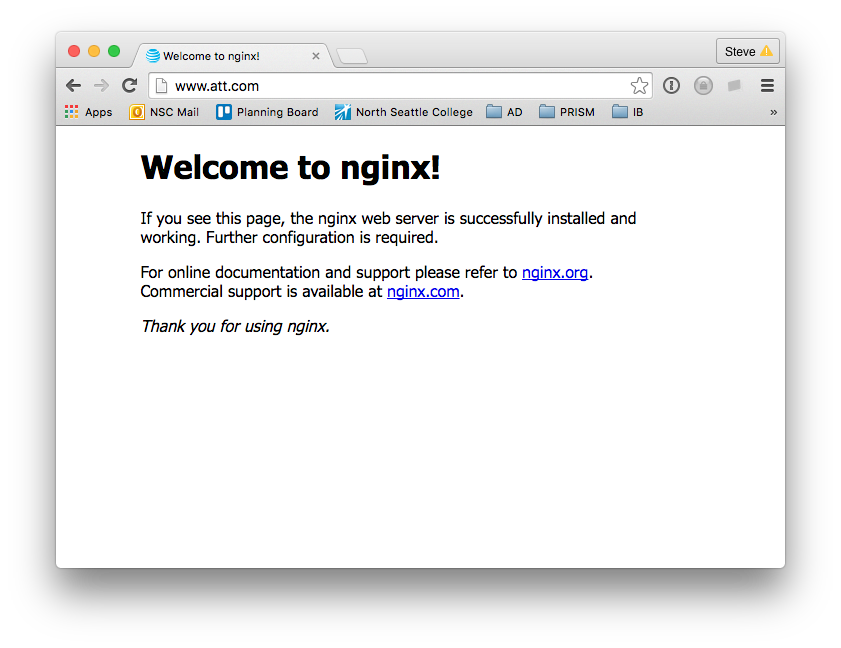 Welcome to nginx!
Steve
www.att.com
Apps NSC Mail Planning Board North Seattle College AD PRISM IB »
Welcome to nginx!
If you see this page, the nginx web server is successfully installed and
working. Further configuration is required.
For online documentation and support please refer to nginx.org.
Commercial support is available at nginx.com.
Thank you for using nginx.